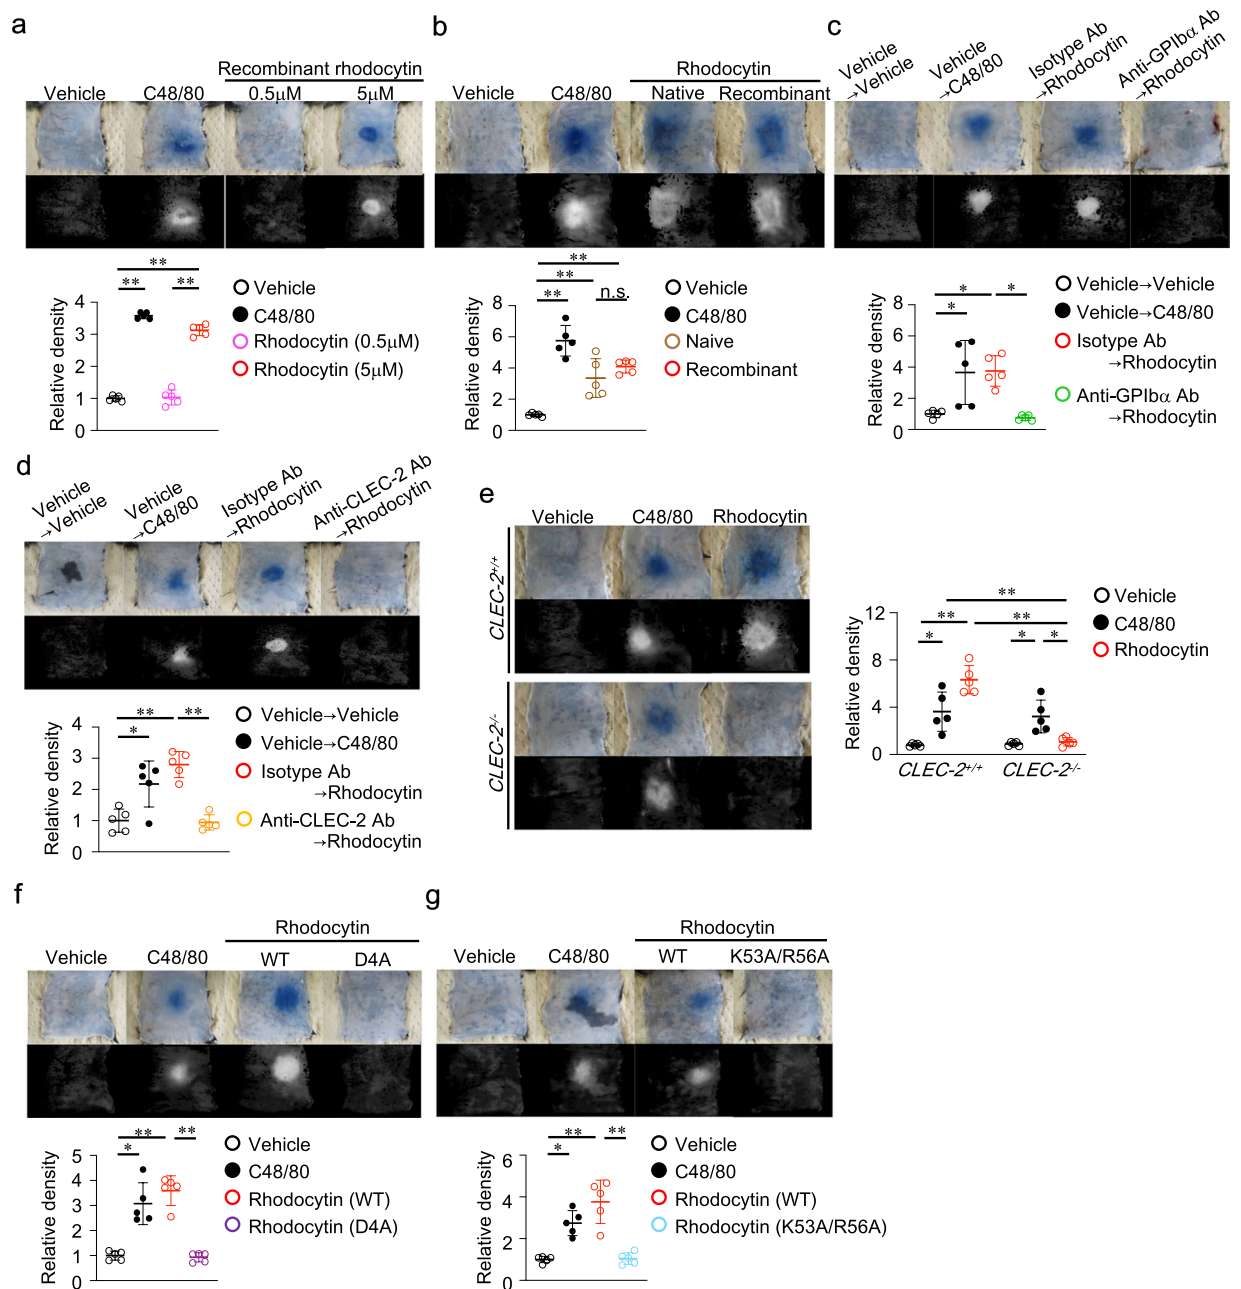 a
Recombinant rhodocytin
Vehicle C48/80 0.5μM 5μM
** 
** **
Relative density
4
3
2
1
0
Vehicle
C48/80
Rhodocytin (0.5μM)
Rhodocytin (5μM)
b
Rhodocytin
Vehicle C48/80 Native Recombinant
**
**
** n.s.
Relative density
8
6
4
2
0
Vehicle
C48/80
Naive
Recombinant
c
Vehicle
→Vehicle
Vehicle
→C48/80
Isotype Ab
→Rhodocytin
Anti-GPIbα Ab
→Rhodocytin
* *
*
Relative density
8
6
4
2
0
Vehicle→Vehicle
Vehicle→C48/80
Isotype Ab
→Rhodocytin
Anti-GPIbα Ab
→Rhodocytin
d
Vehicle
→Vehicle
Vehicle
→C48/80
Isotype Ab
→Rhodocytin
Anti-CLEC-2 Ab
→Rhodocytin
** **
*
Relative density
4
3
2
1
0
Vehicle→Vehicle
Vehicle→C48/80
Isotype Ab
→Rhodocytin
Anti-CLEC-2 Ab
→Rhodocytin
e
Vehicle C48/80 Rhodocytin
CLEC-2+/+
CLEC-2-/-
**
** **
* * *
Relative density
12
8
4
0
CLEC-2+/+ CLEC-2-/-
Vehicle
C48/80
Rhodocytin
f
Rhodocytin
Vehicle C48/80 WT D4A
** **
*
Relative density
5
4
3
2
1
0
Vehicle
C48/80
Rhodocytin (WT)
Rhodocytin (D4A)
g
Rhodocytin
Vehicle C48/80 WT K53A/R56A
** **
*
Relative density
6
4
2
0
Vehicle
C48/80
Rhodocytin (WT)
Rhodocytin (K53A/R56A)